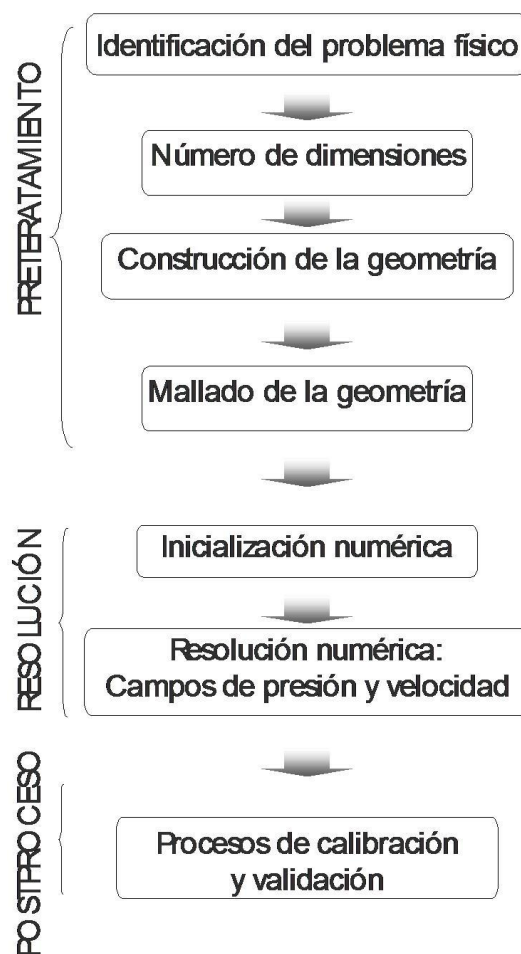 PRETERATAMIENTO
Identificación del problema físico
Número de dimensiones
Construcción de la geometría
Mallado de la geometría
RESOLUCIÓN
Inicialización numérica
Resolución numérica:
Campos de presión y velocidad
POSTPROCESO
Procesos de calibración
y validación